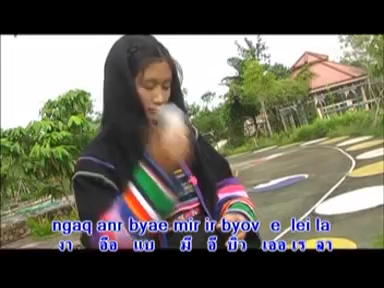 ngaq anr byae mir ir byov e lei la
งา อือ แบ มี อี บึ๋ว เออ เร ลา